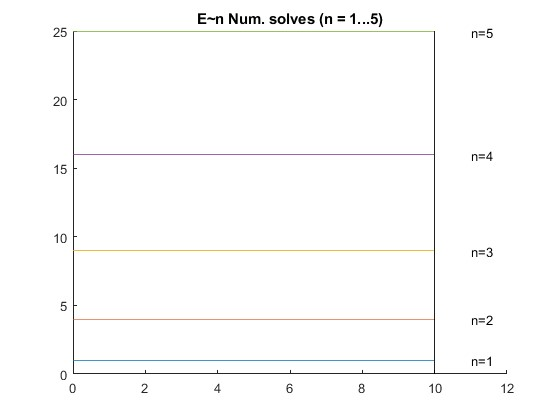 E~n Num. solves (n = 1...5)
25
n=5
20
n=4
15
10
n=3
5
n=2
n=1
0
0 2 4 6 8 10 12